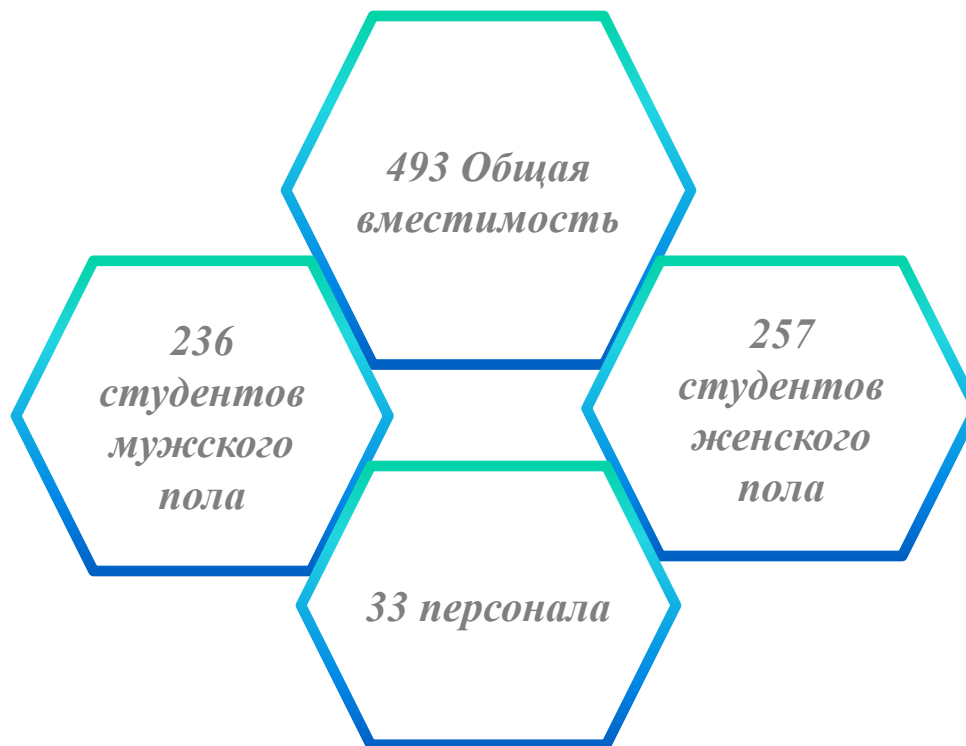 493 Общая
вместимость
236
студентов
мужского
пола
257
студентов
женского
пола
33 персонала